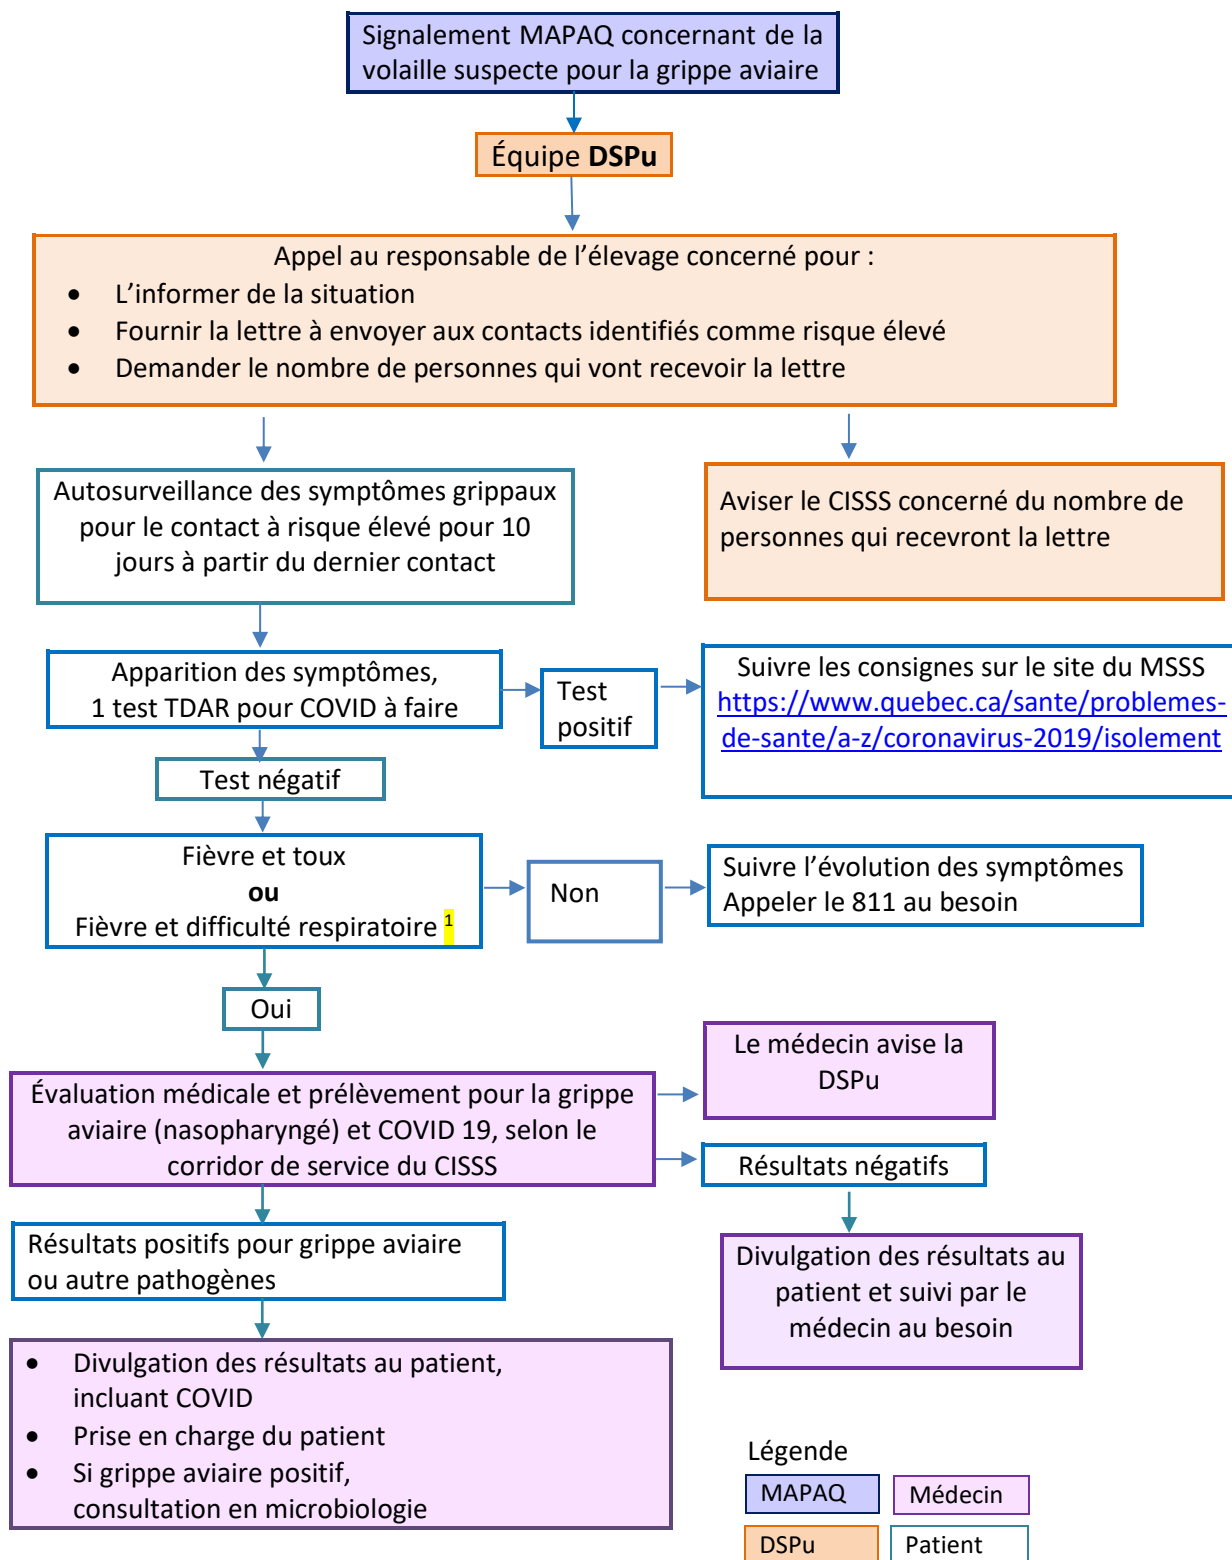 Signalement MAPAQ concernant de la
volaille suspecte pour la grippe aviaire
Équipe DSPu
Appel au responsable de l’élevage concerné pour :
• L’informer de la situation
• Fournir la lettre à envoyer aux contacts identifiés comme risque élevé
• Demander le nombre de personnes qui vont recevoir la lettre
Autosurveillance des symptômes grippaux
pour le contact à risque élevé pour 10
jours à partir du dernier contact
Aviser le CISSS concerné du nombre de
personnes qui recevront la lettre
Apparition des symptômes,
1 test TDAR pour COVID à faire
Test
positif
Suivre les consignes sur le site du MSSS
https://www.quebec.ca/sante/problemes-
de-sante/a-z/coronavirus-2019/isolement
Test négatif
Fièvre et toux
ou
Fièvre et difficulté respiratoire 1
Non
Suivre l’évolution des symptômes
Appeler le 811 au besoin
Oui
Évaluation médicale et prélèvement pour la grippe
aviaire (nasopharyngé) et COVID 19, selon le
corridor de service du CISSS
Le médecin avise la
DSPu
Résultats négatifs
Résultats positifs pour grippe aviaire
ou autre pathogènes
Divulgation des résultats au
patient et suivi par le
médecin au besoin
• Divulgation des résultats au patient,
incluant COVID
• Prise en charge du patient
• Si grippe aviaire positif,
consultation en microbiologie
Légende
MAPAQ
Médecin
DSPu
Patient